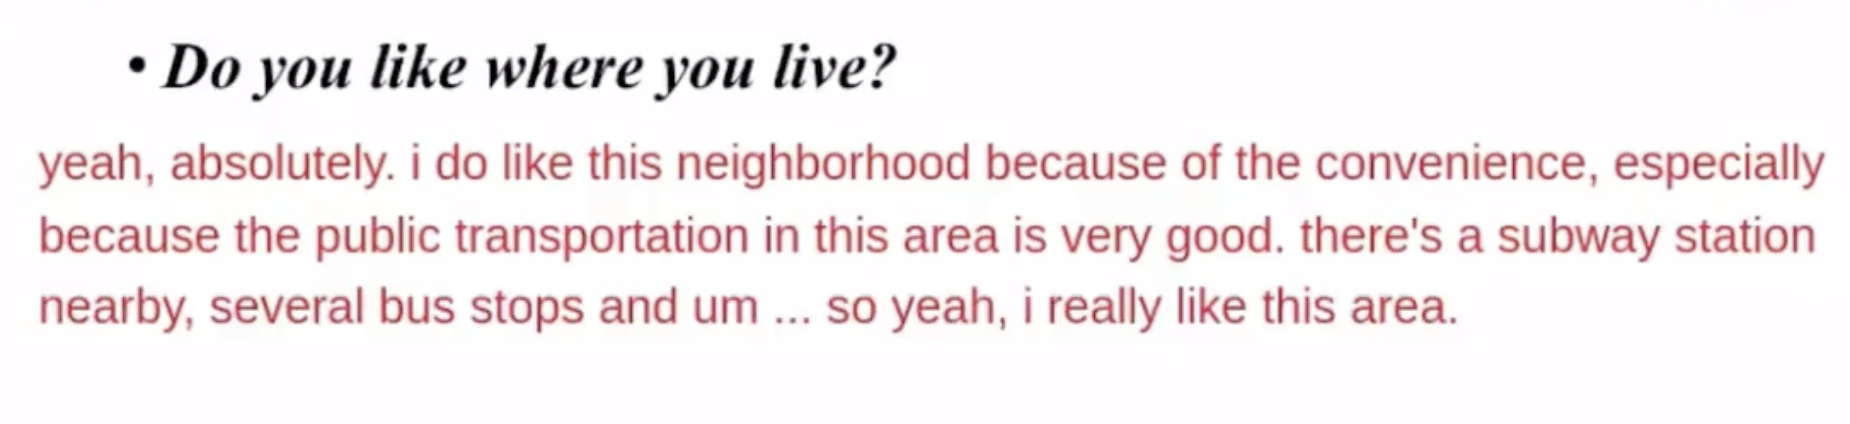 • Do you like where you live?
yeah, absolutely. i do like this neighborhood because of the convenience, especially
because the public transportation in this area is very good. there's a subway station
nearby, several bus stops and um ... so yeah, i really like this area.